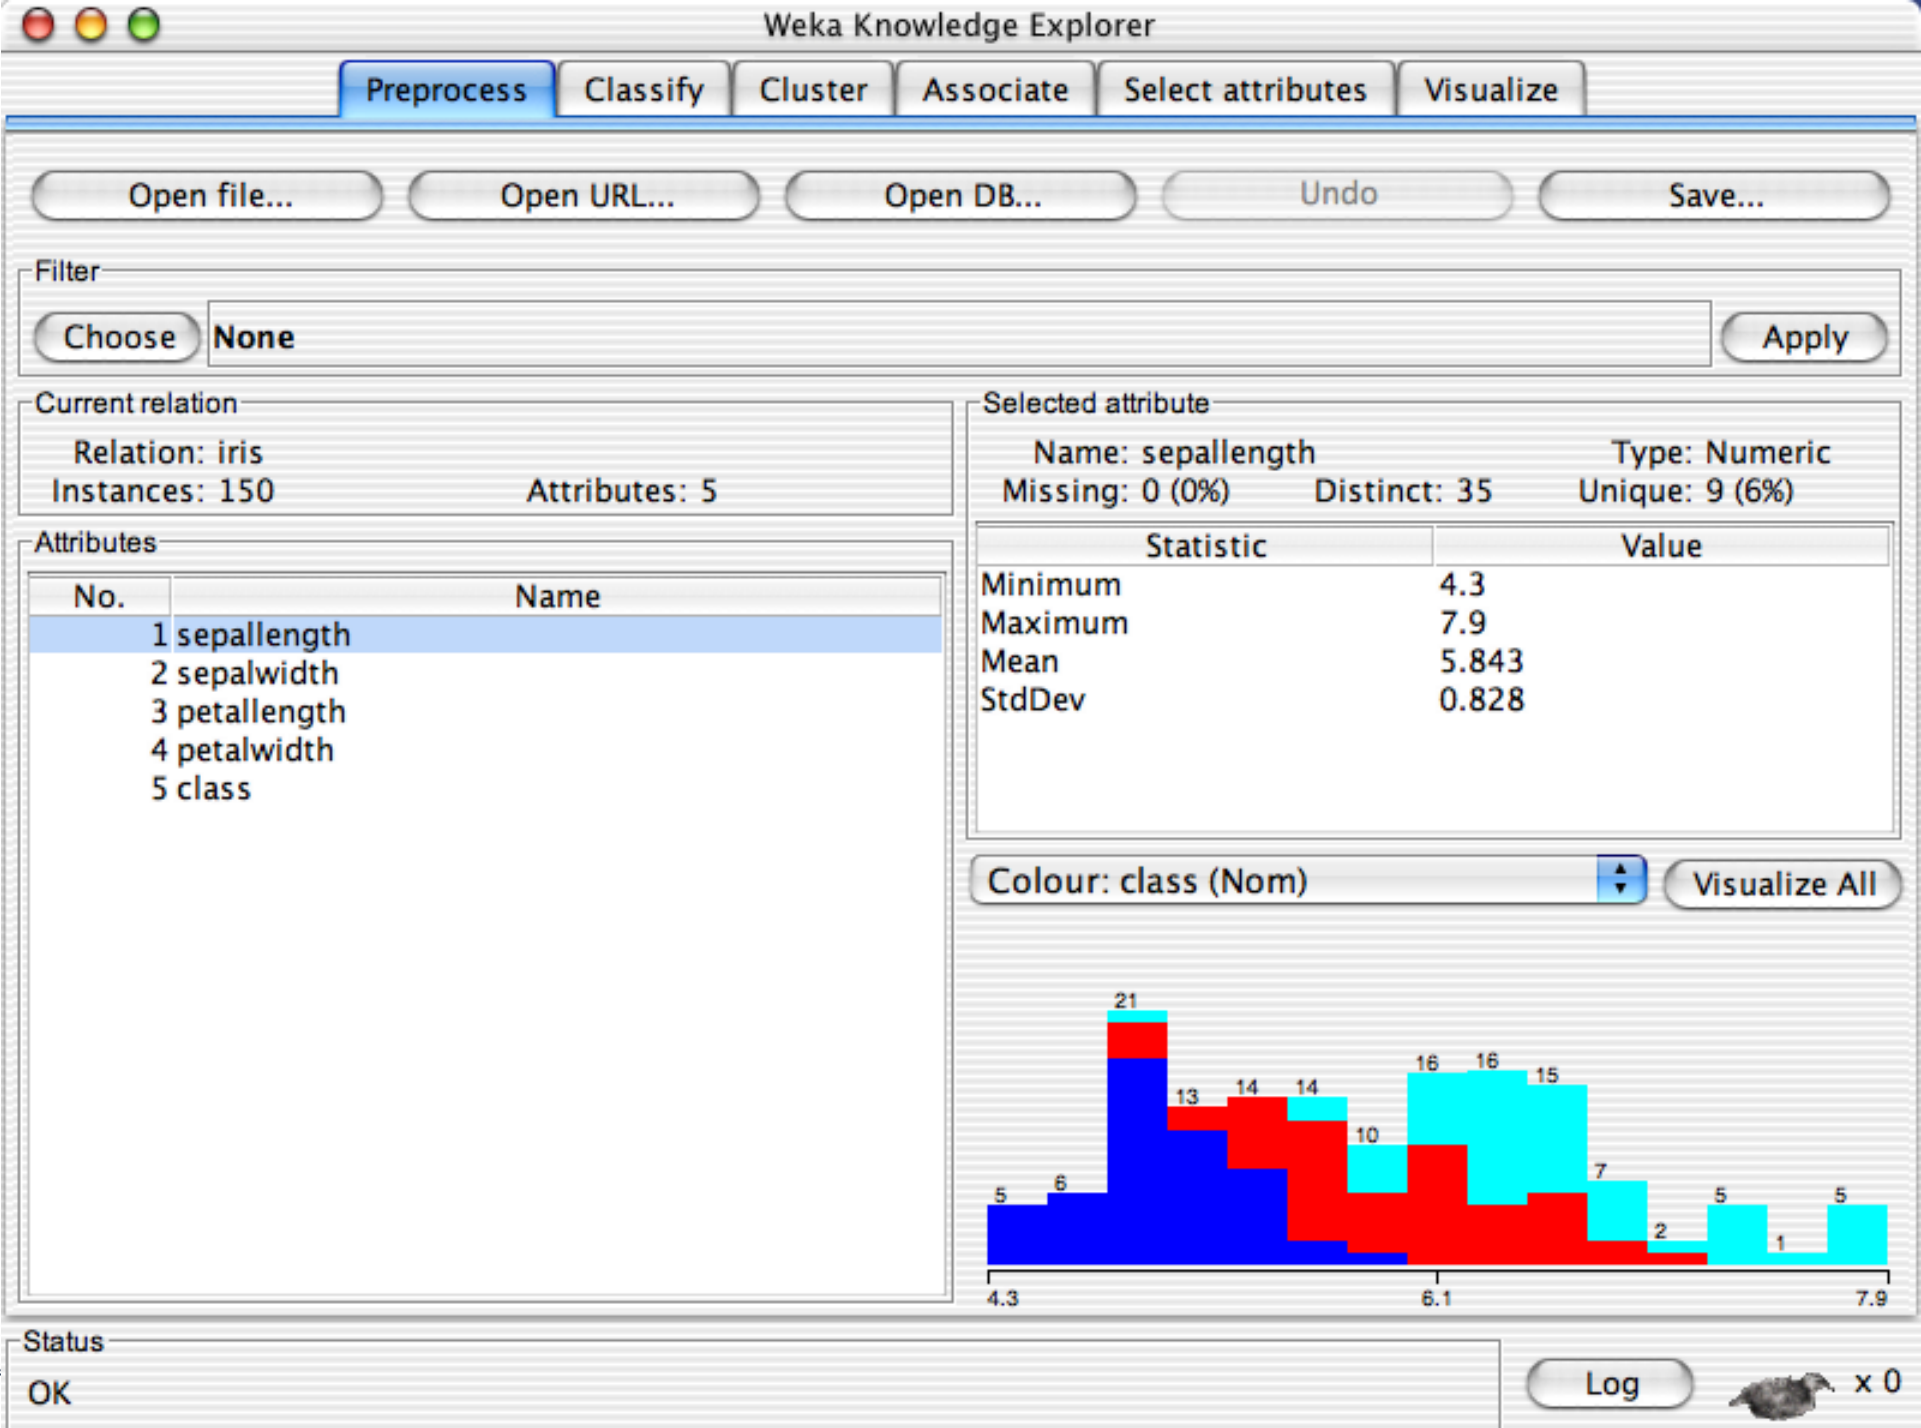 Weka Knowledge Explorer
Preprocess Classify Cluster Associate Select attributes Visualize
Open file... Open URL... Open DB... Undo Save...
Filter
Choose None Apply
Current relation
Relation: iris
Instances: 150 Attributes: 5
Attributes
No. Name
1 sepallength
2 sepalwidth
3 petallength
4 petalwidth
5 class
Selected attribute
Name: sepallength Type: Numeric
Missing: 0 (0%) Distinct: 35 Unique: 9 (6%)
Statistic Value
Minimum 4.3
Maximum 7.9
Mean 5.843
StdDev 0.828
Colour: class (Nom) Visualize All
5 6 21 13 14 14 10 16 16 15 7 2 5 1 5
4.3 6.1 7.9
Status
OK
Log x 0